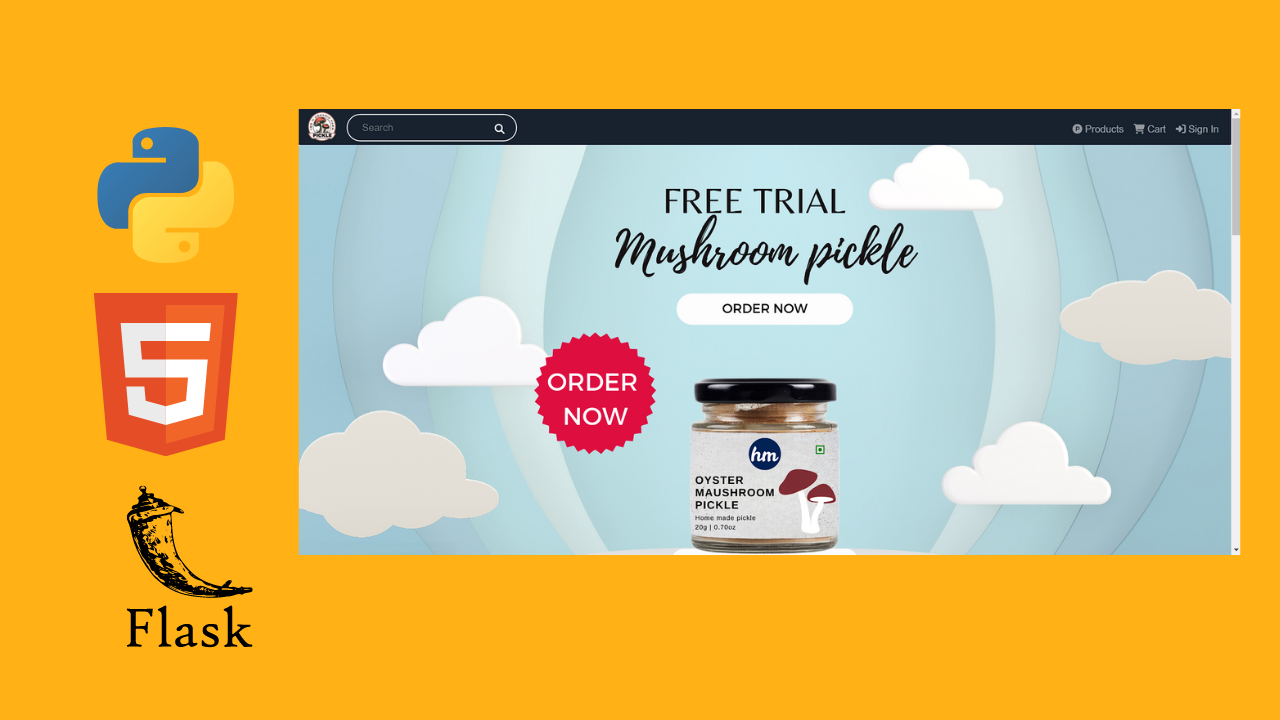 PICKLE
Search
Products
Cart
Sign In
FREE TRIAL
Mushroom pickle
ORDER NOW
ORDER
NOW
hm
OYSTER
MAUSHROOM
PICKLE
Home made pickle
20g | 0.70oz
Flask